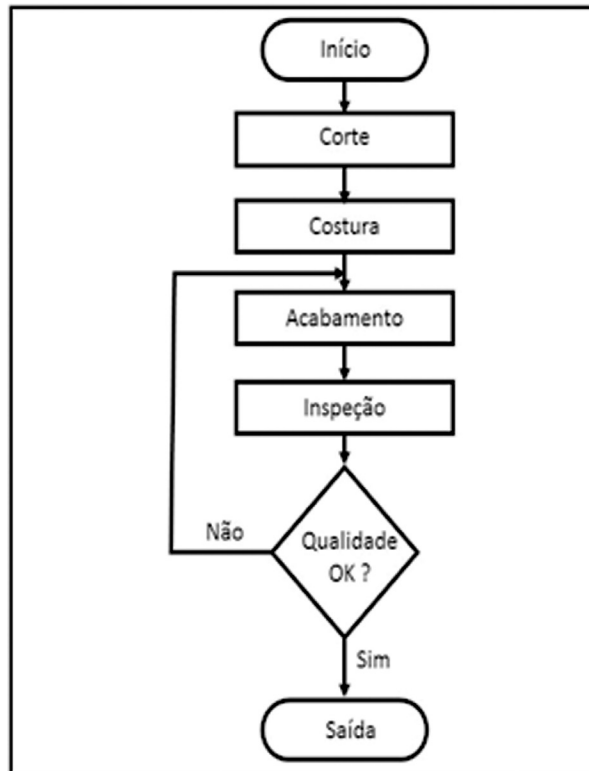 Início
Corte
Costura
Acabamento
Inspeção
Não
Qualidade
OK ?
Sim
Saída